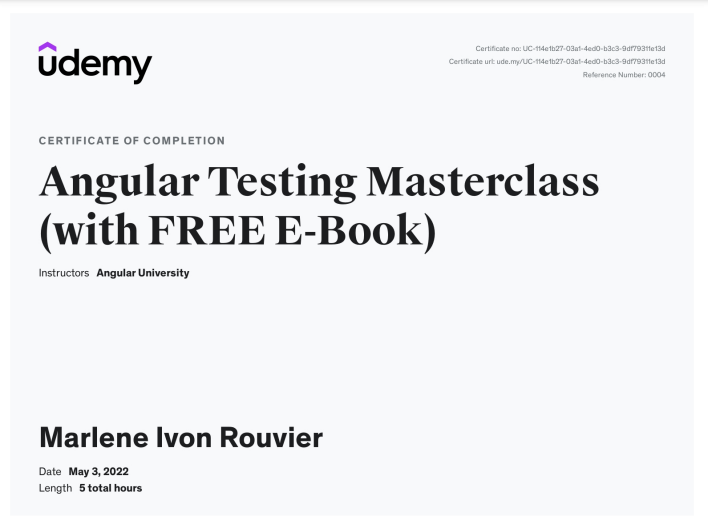 udemy
Certificate no: UC-114e1b27-03a1-4ed0-b3c3-9df79311e13d
Certificate url: ude.my/UC-114e1b27-03a1-4ed0-b3c3-9df79311e13d
Reference Number: 0004
CERTIFICATE OF COMPLETION
Angular Testing Masterclass
(with FREE E-Book)
Instructors Angular University
Marlene Ivon Rouvier
Date May 3, 2022
Length 5 total hours